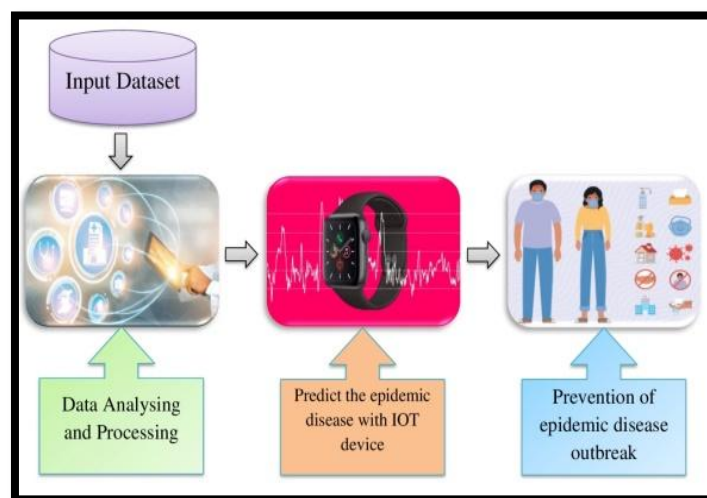 Input Dataset
Data Analysing
and Processing
Predict the epidemic
disease with IOT
device
Prevention of
epidemic disease
outbreak